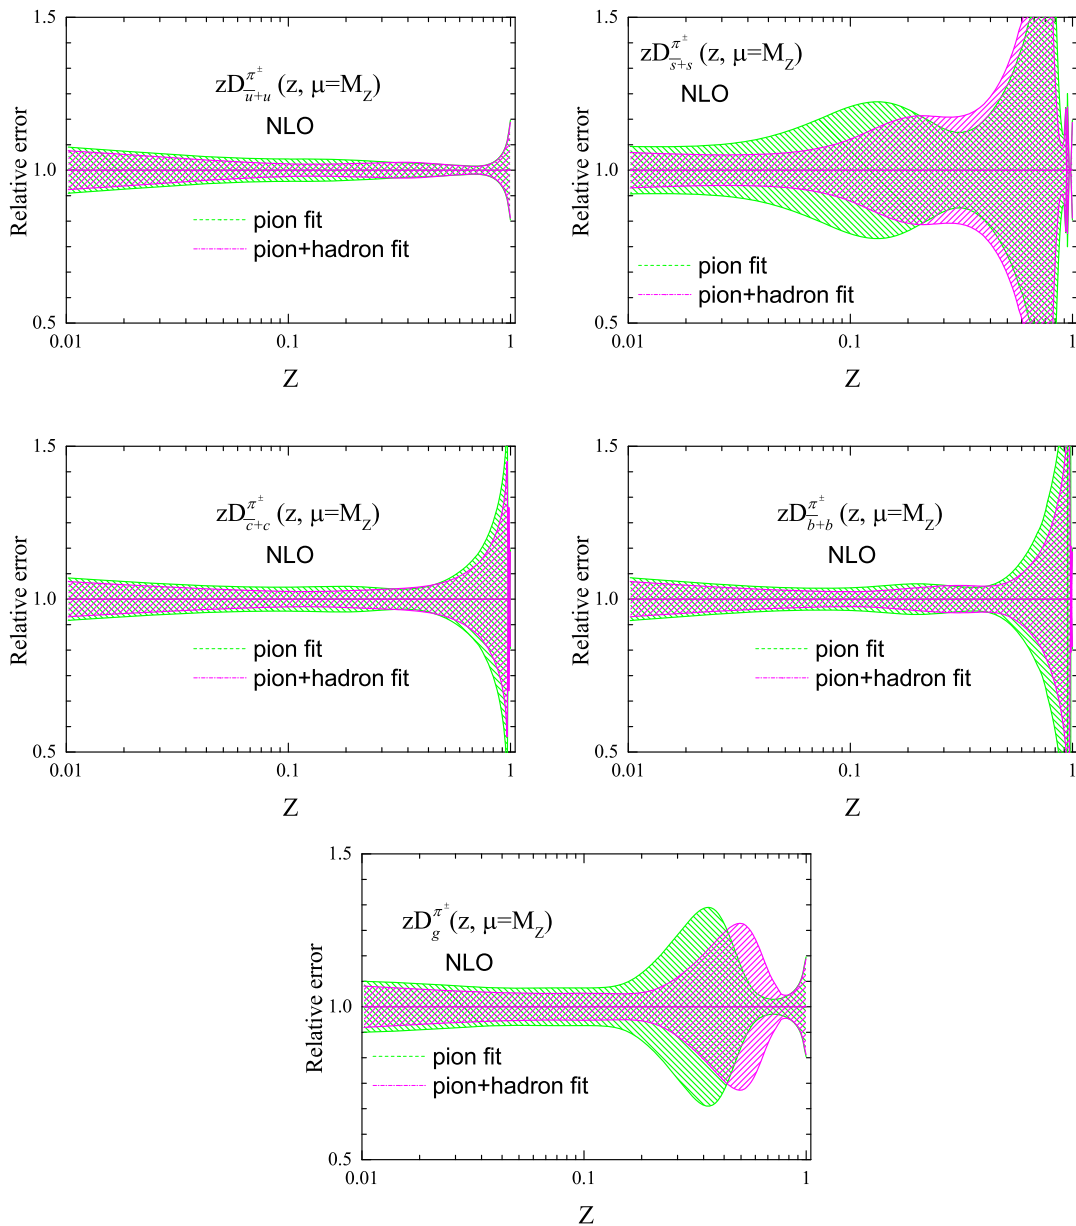 1.5
zD^{π^±}_{\overline{u}+u} (z, μ=M_Z)
NLO
1.0
Relative error
pion fit
pion+hadron fit
0.5
0.01 0.1 1
Z
1.5
zD^{π^±}_{\overline{s}+s} (z, μ=M_Z)
NLO
1.0
Relative error
pion fit
pion+hadron fit
0.5
0.01 0.1 1
Z
1.5
zD^{π^±}_{\overline{c}+c} (z, μ=M_Z)
NLO
1.0
Relative error
pion fit
pion+hadron fit
0.5
0.01 0.1 1
Z
1.5
zD^{π^±}_{\overline{b}+b} (z, μ=M_Z)
NLO
1.0
Relative error
pion fit
pion+hadron fit
0.5
0.01 0.1 1
Z
1.5
zD^{π^±}_{g} (z, μ=M_Z)
NLO
1.0
Relative error
pion fit
pion+hadron fit
0.5
0.01 0.1 1
Z